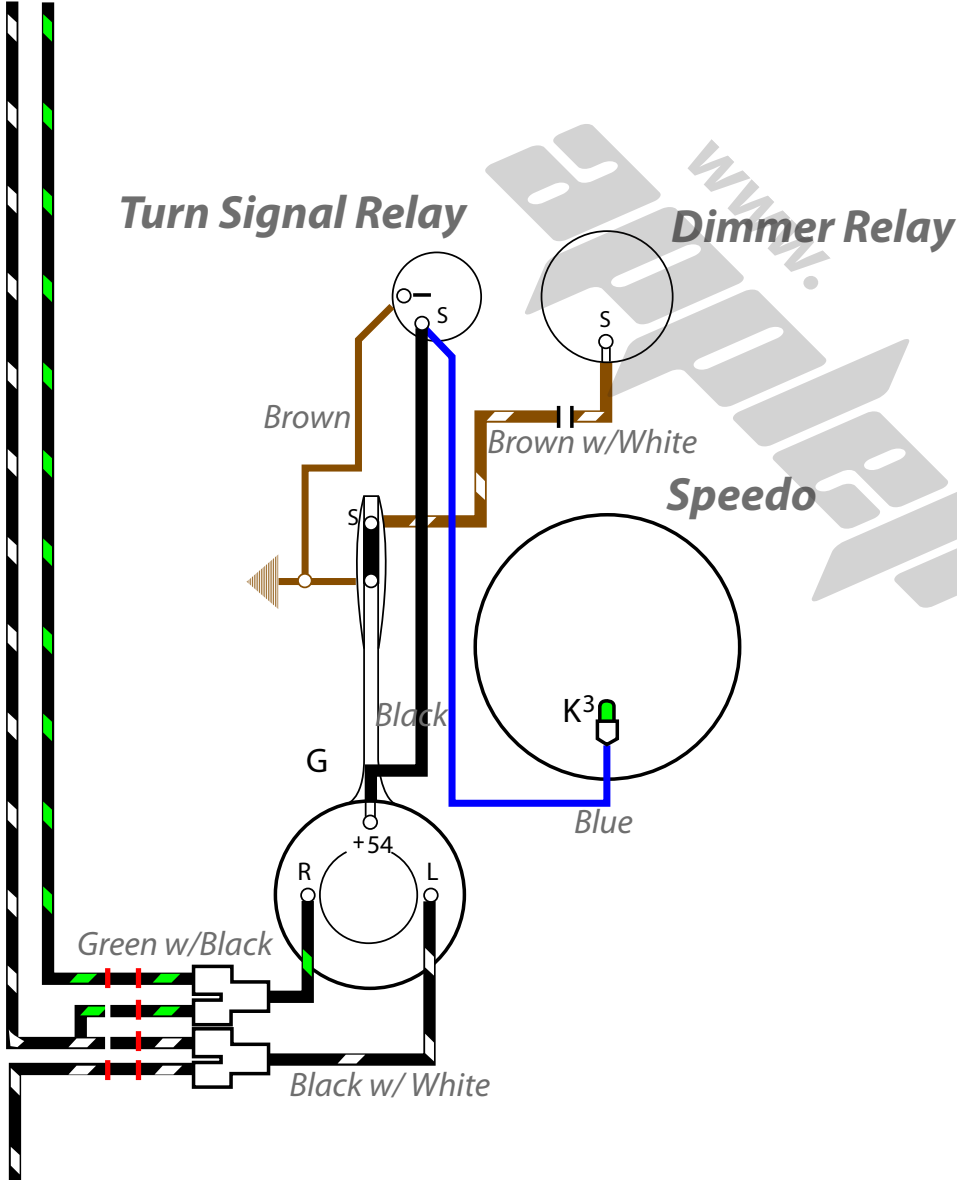 www.
Turn Signal Relay
Dimmer Relay
S
S
Brown
Brown w/White
Speedo
S
K³
Black
G
Blue
+54
R
L
Green w/Black
Black w/ White